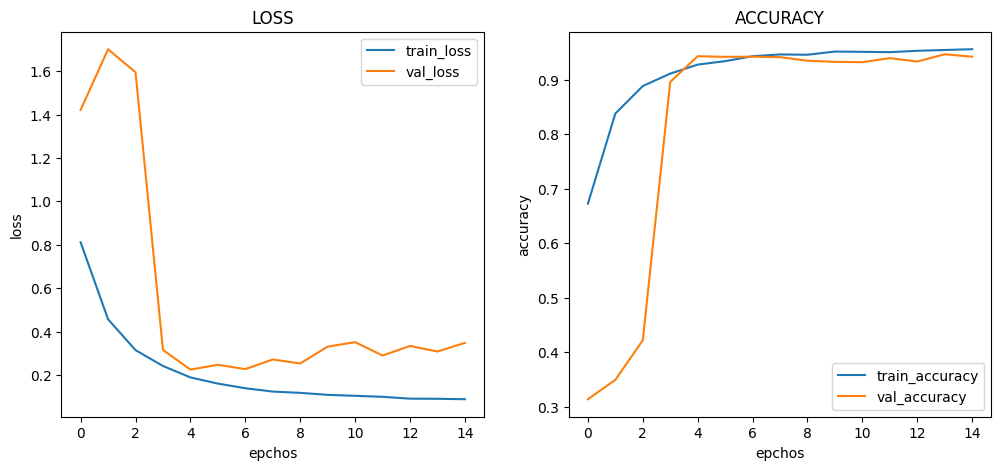 LOSS
train_loss
val_loss
1.6
1.4
1.2
1.0
0.8
0.6
0.4
0.2
loss
0 2 4 6 8 10 12 14
epchos
ACCURACY
0.9
0.8
0.7
0.6
0.5
0.4
0.3
accuracy
train_accuracy
val_accuracy
0 2 4 6 8 10 12 14
epchos